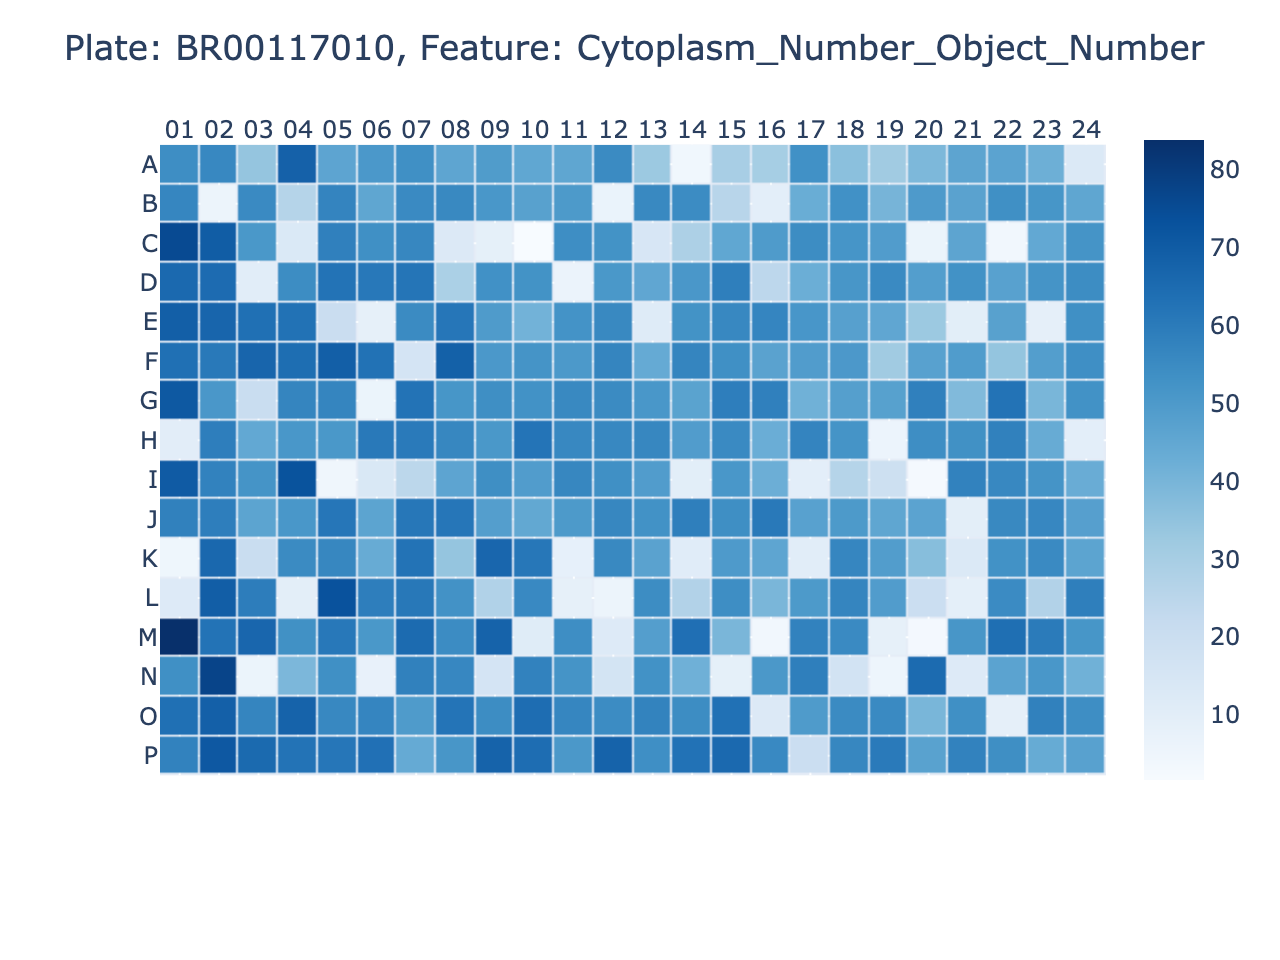 Plate: BR00117010, Feature: Cytoplasm_Number_Object_Number
01 02 03 04 05 06 07 08 09 10 11 12 13 14 15 16 17 18 19 20 21 22 23 24
A
B
C
D
E
F
G
H
I
J
K
L
M
N
O
P
80
70
60
50
40
30
20
10